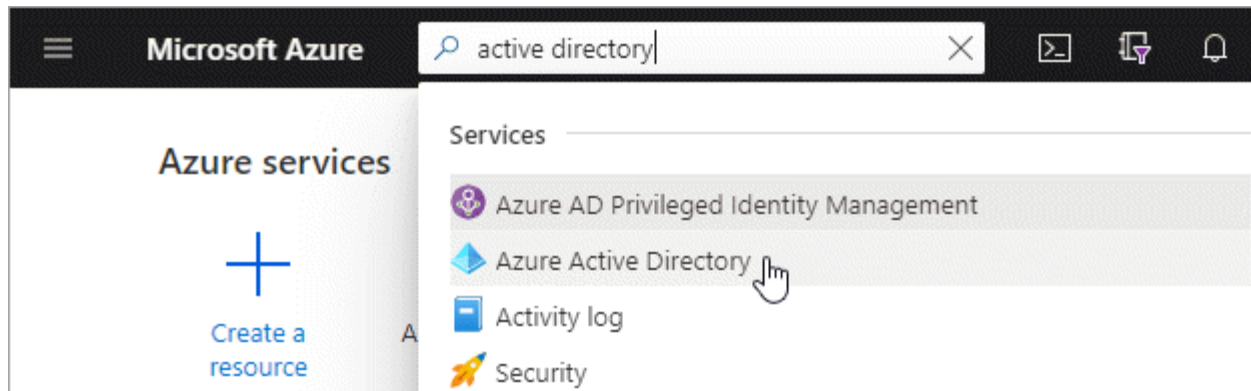 Microsoft Azure
active directory
Azure services
Services
Azure AD Privileged Identity Management
Azure Active Directory
Activity log
Security
Create a
resource
A